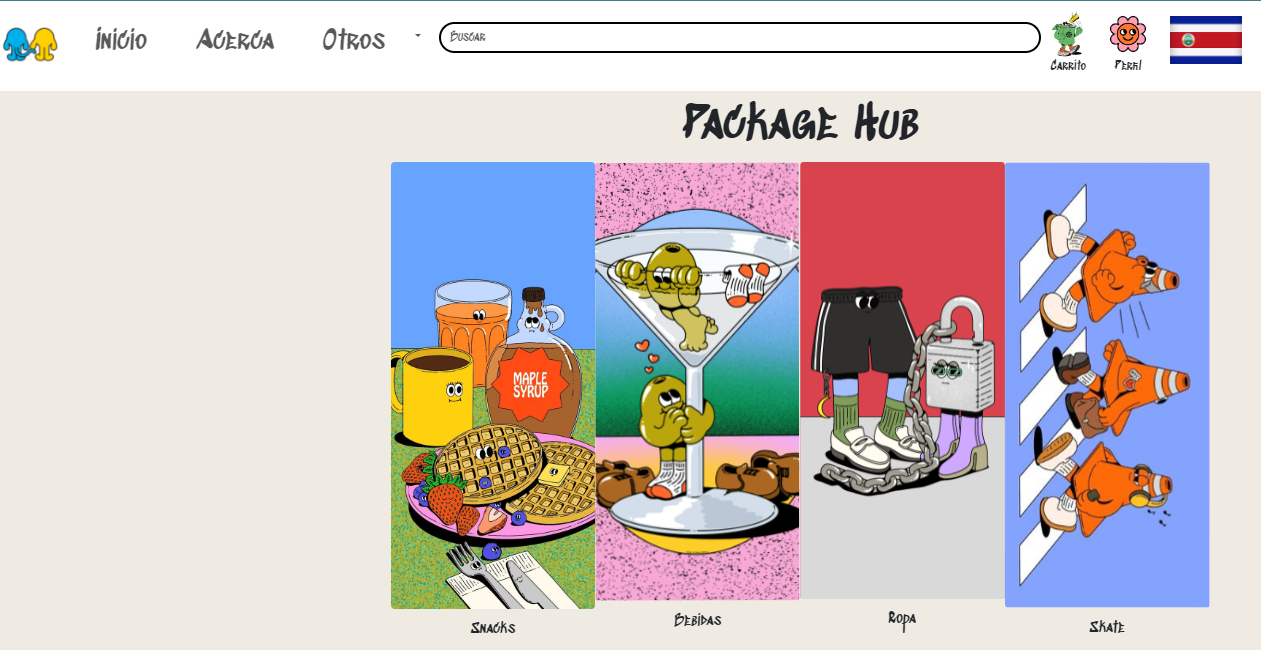 Inicio Acerca Otros Buscar
Carrito Perfil
Package Hub
MAPLE
SYRUP
Snacks Bebidas Ropa Skate